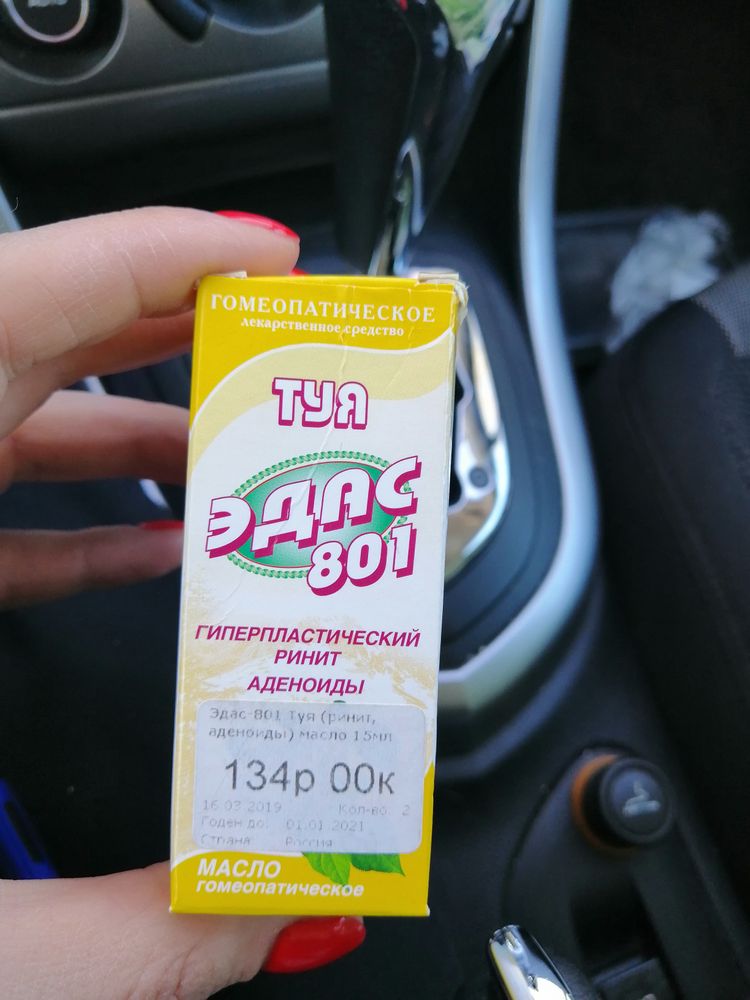 ГОМЕОПАТИЧЕСКОЕ
лекарственное средство
ТУЯ
ЭДАС
801
ГИПЕРПЛАСТИЧЕСКИЙ
РИНИТ
АДЕНОИДЫ
Эдас-801 Туя (ринит,
аденоиды) масло 15мл
134р 00к
16.03.2019 Кол-во: 2
Годен до: 01.01.2021
Страна: Россия
МАСЛО
гомеопатическое